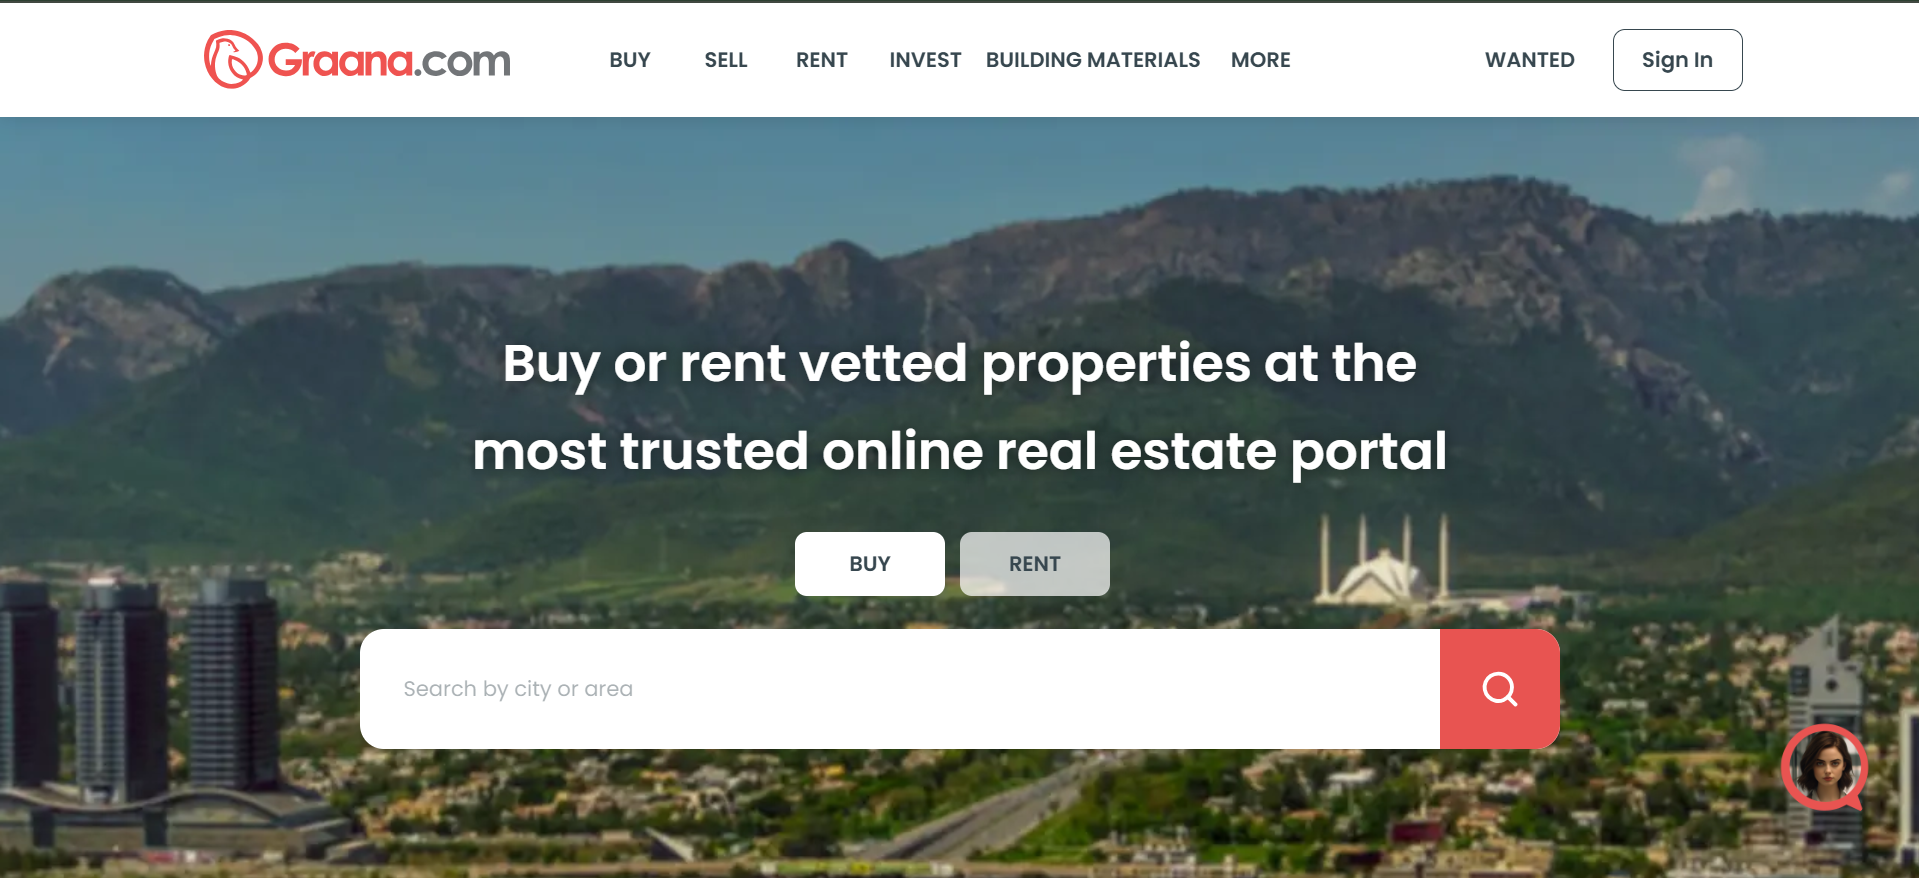 Graana.com
BUY SELL RENT INVEST BUILDING MATERIALS MORE WANTED Sign In
Buy or rent vetted properties at the
most trusted online real estate portal
BUY RENT
Search by city or area